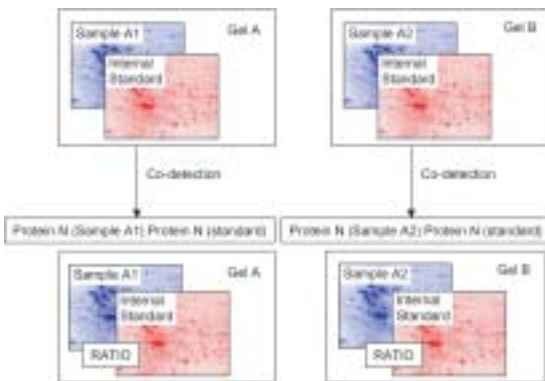 Sample A1
Gel A
Internal
Standard
Sample A2
Gel B
Internal
Standard
Co-detection
Co-detection
Protein N (Sample A1) Protein N (standard)
Protein N (Sample A2) Protein N (standard)
Sample A1
Gel A
Internal
Standard
RATIO
Sample A2
Gel B
Internal
Standard
RATIO